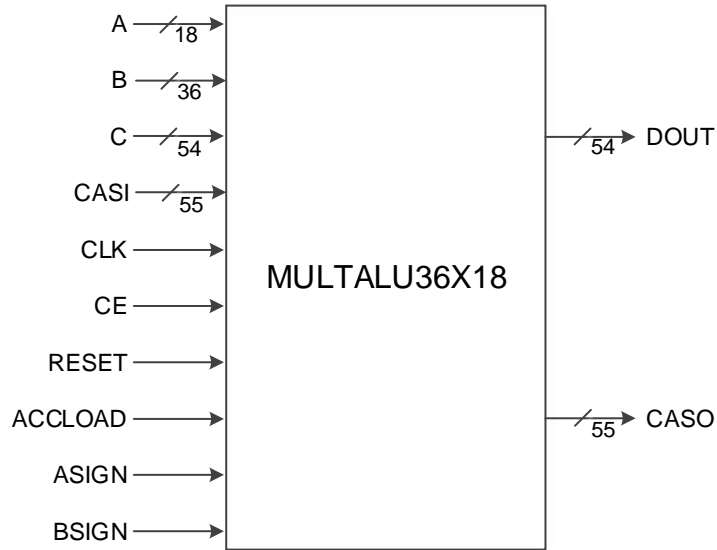 A 18
B 36
C 54
54 DOUT
CASI 55
CLK
MULTALU36X18
CE
RESET
ACCLOAD
55 CASO
ASIGN
BSIGN